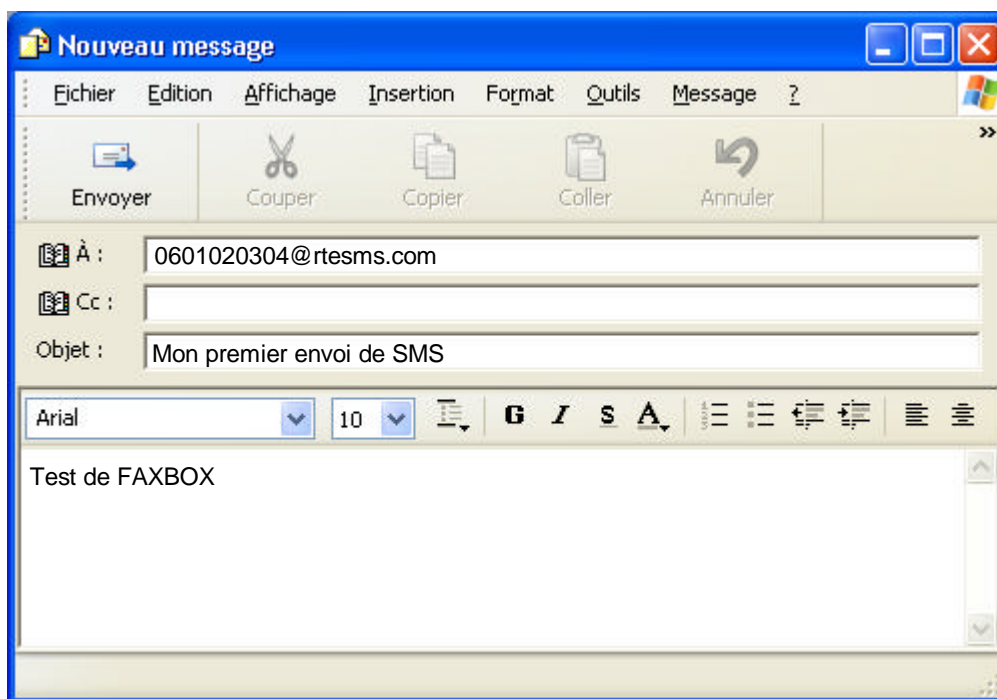 Nouveau message
Fichier Edition Affichage Insertion Format Outils Message ?
Envoyer Couper Copier Coller Annuler
À : 0601020304@rtesms.com
Cc :
Objet : Mon premier envoi de SMS
Arial 10 G I S A
Test de FAXBOX